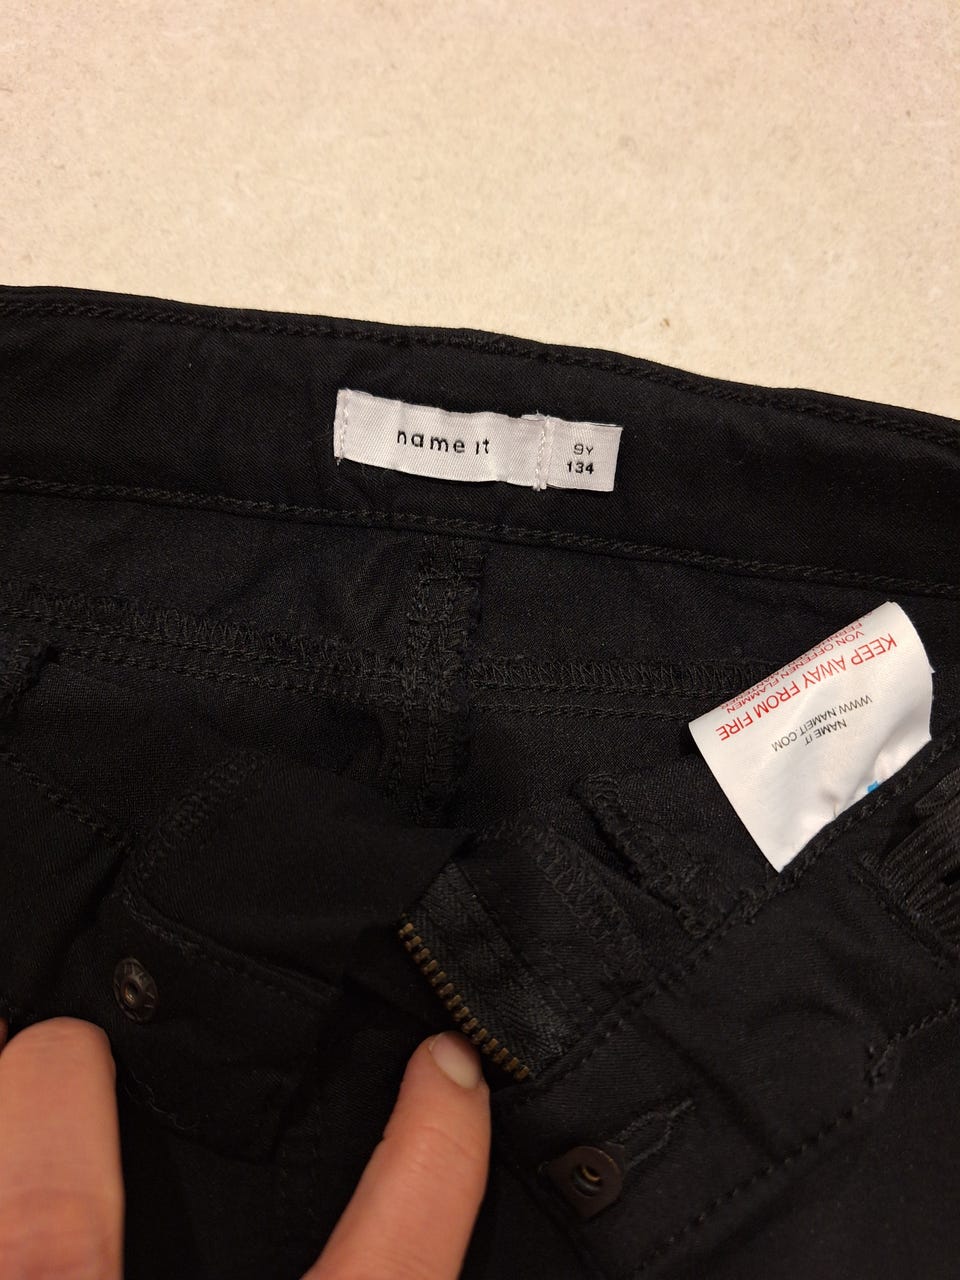 name it
9Y
134
KEEP AWAY FROM FIRE
VON OFFENEN FLAMMEN
NAME IT
WWW.NAMEIT.COM